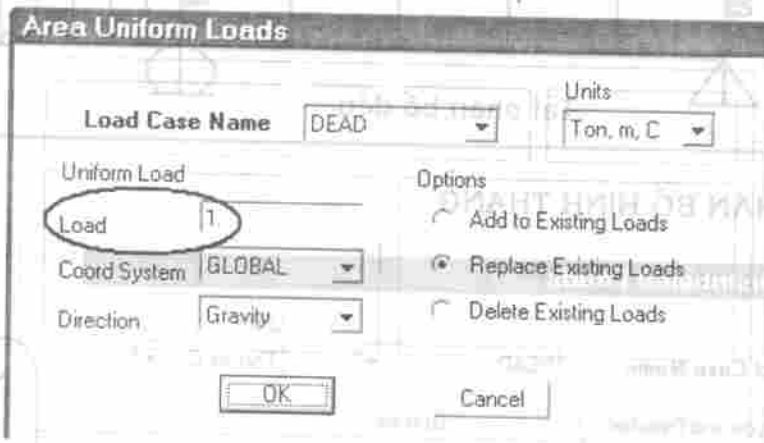 Area Uniform Loads
Units
Load Case Name DEAD Ton, m, C
Uniform Load Options
Load 1 Add to Existing Loads
Coord System GLOBAL Replace Existing Loads
Direction Gravity Delete Existing Loads
OK Cancel